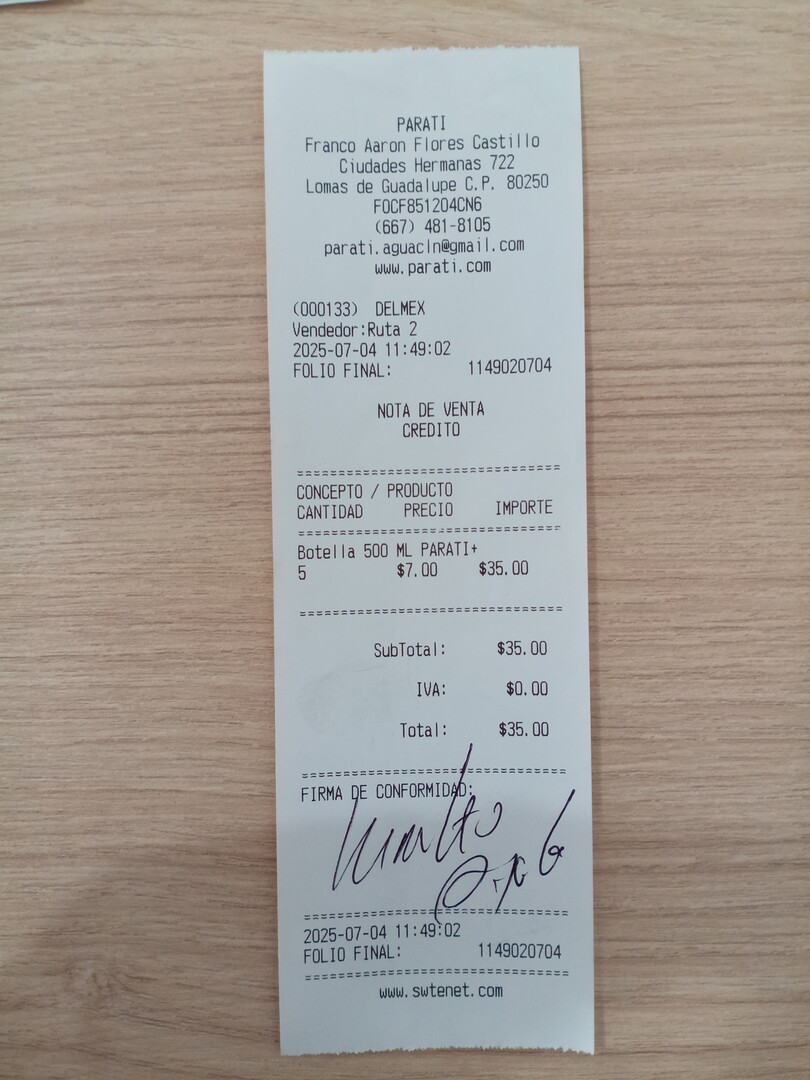 PARATI
Franco Aaron Flores Castillo
Ciudades Hermanas 722
Lomas de Guadalupe C.P. 80250
FOCF851204CN6
(667) 481-8105
parati.aguacln@gmail.com
www.parati.com
(000133) DELMEX
Vendedor:Ruta 2
2025-07-04 11:49:02
FOLIO FINAL: 1149020704
NOTA DE VENTA
CREDITO
================================
CONCEPTO / PRODUCTO
CANTIDAD PRECIO IMPORTE
================================
Botella 500 ML PARATI+
5 $7.00 $35.00
================================
SubTotal: $35.00
IVA: $0.00
Total: $35.00
================================
FIRMA DE CONFORMIDAD:
================================
2025-07-04 11:49:02
FOLIO FINAL: 1149020704
================================
www.swtenet.com